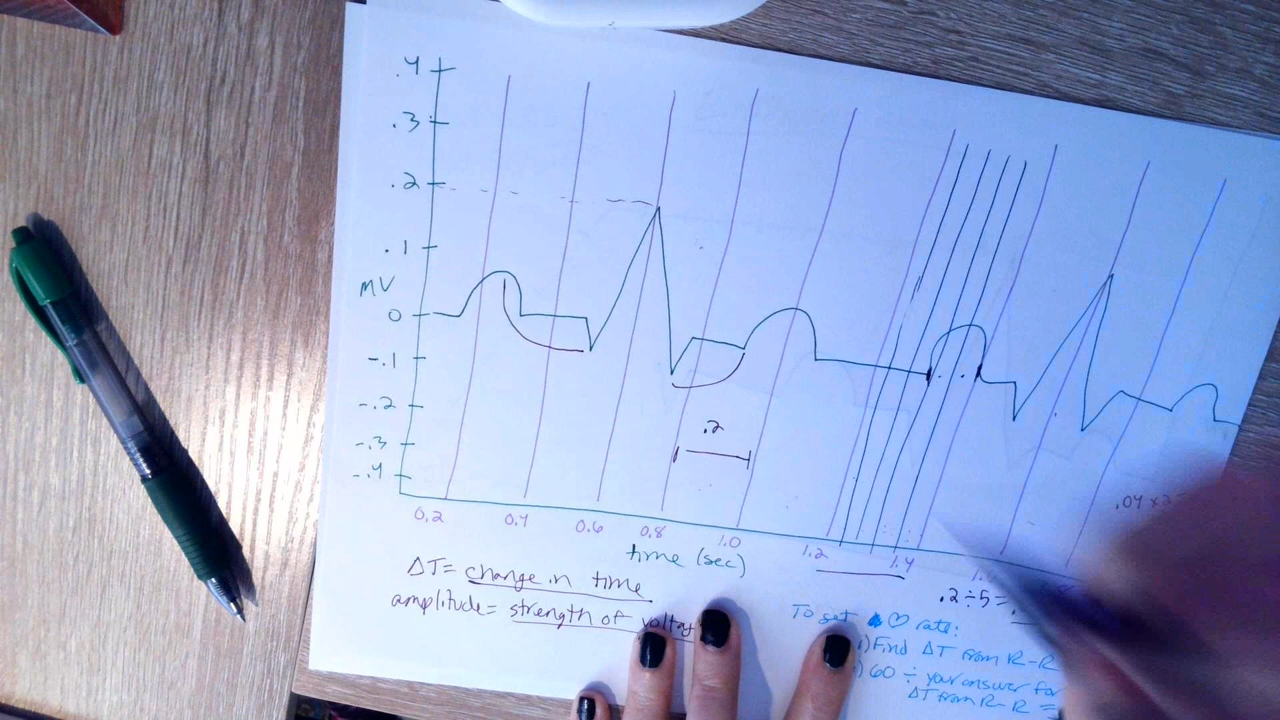 .4
.3
.2
.1
MV
0
-.1
-.2
-.3
-.4
.2
.04 x 2
0.2 0.4 0.6 0.8 1.0 1.2 1.4
time (sec)
ΔT= change in time
amplitude= strength of
.2÷5=
To get ♡ rate:
1) Find ΔT from R-R
) 60 ÷ your answer for
ΔT from R-R =